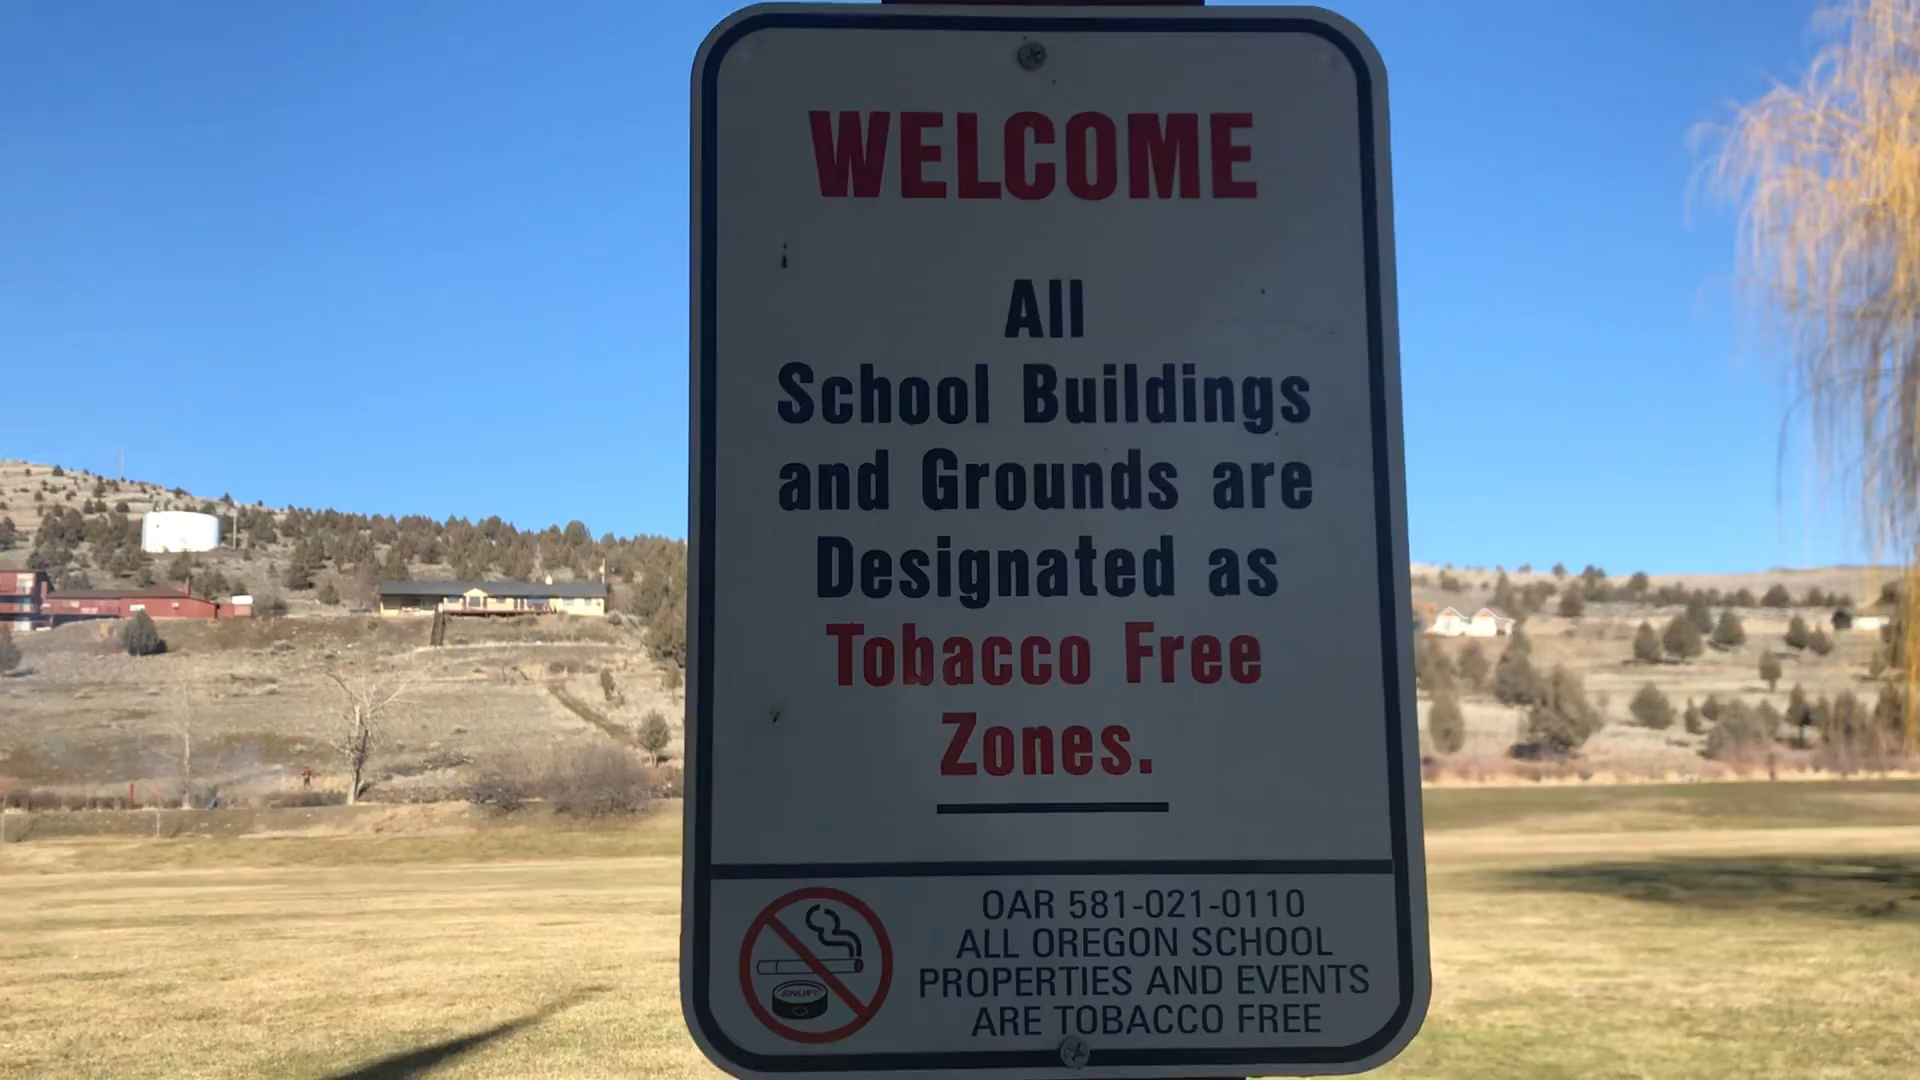 WELCOME
All
School Buildings
and Grounds are
Designated as
Tobacco Free
Zones.
SNUFF
OAR 581-021-0110
ALL OREGON SCHOOL
PROPERTIES AND EVENTS
ARE TOBACCO FREE